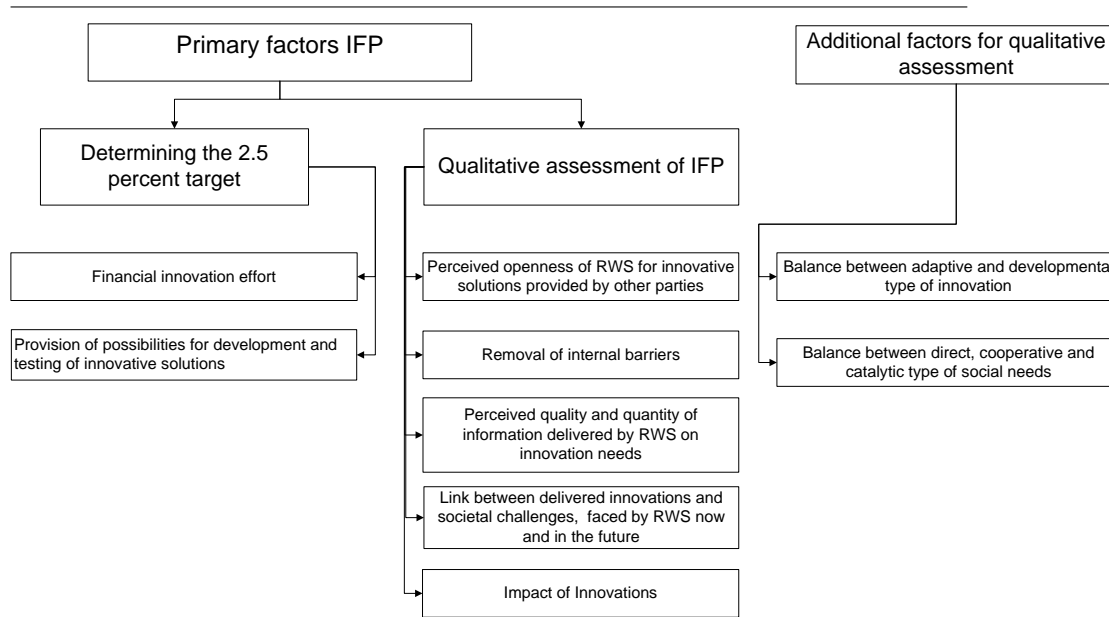 Primary factors IFP
Additional factors for qualitative
assessment
Determining the 2.5
percent target
Qualitative assessment of IFP
Financial innovation effort
Provision of possibilities for development and
testing of innovative solutions
Perceived openness of RWS for innovative
solutions provided by other parties
Removal of internal barriers
Perceived quality and quantity of
information delivered by RWS on
innovation needs
Link between delivered innovations and
societal challenges, faced by RWS now
and in the future
Impact of Innovations
Balance between adaptive and developmenta
type of innovation
Balance between direct, cooperative and
catalytic type of social needs